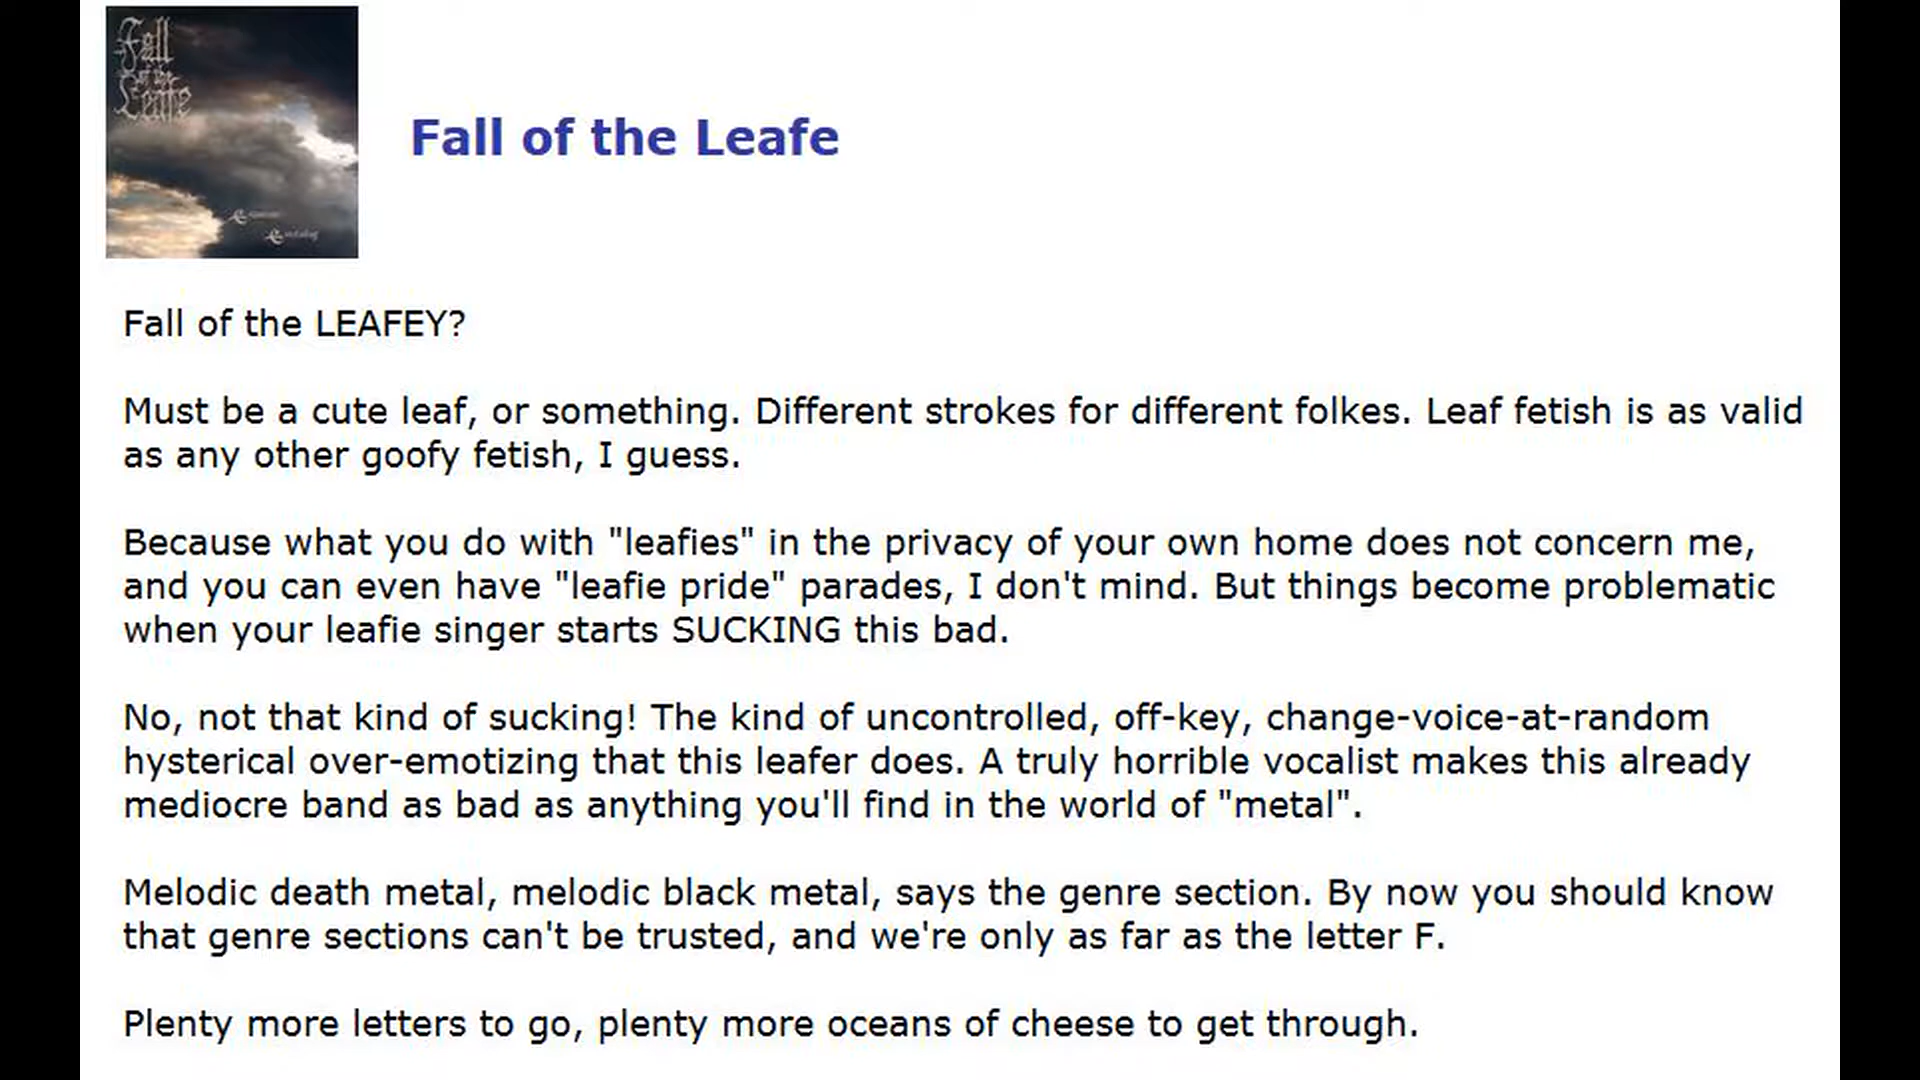 Fall
of the
Leafe
Fall of the Leafe
Fall of the LEAFEY?
Must be a cute leaf, or something. Different strokes for different folkes. Leaf fetish is as valid
as any other goofy fetish, I guess.
Because what you do with "leafies" in the privacy of your own home does not concern me,
and you can even have "leafie pride" parades, I don't mind. But things become problematic
when your leafie singer starts SUCKING this bad.
No, not that kind of sucking! The kind of uncontrolled, off-key, change-voice-at-random
hysterical over-emotizing that this leafer does. A truly horrible vocalist makes this already
mediocre band as bad as anything you'll find in the world of "metal".
Melodic death metal, melodic black metal, says the genre section. By now you should know
that genre sections can't be trusted, and we're only as far as the letter F.
Plenty more letters to go, plenty more oceans of cheese to get through.